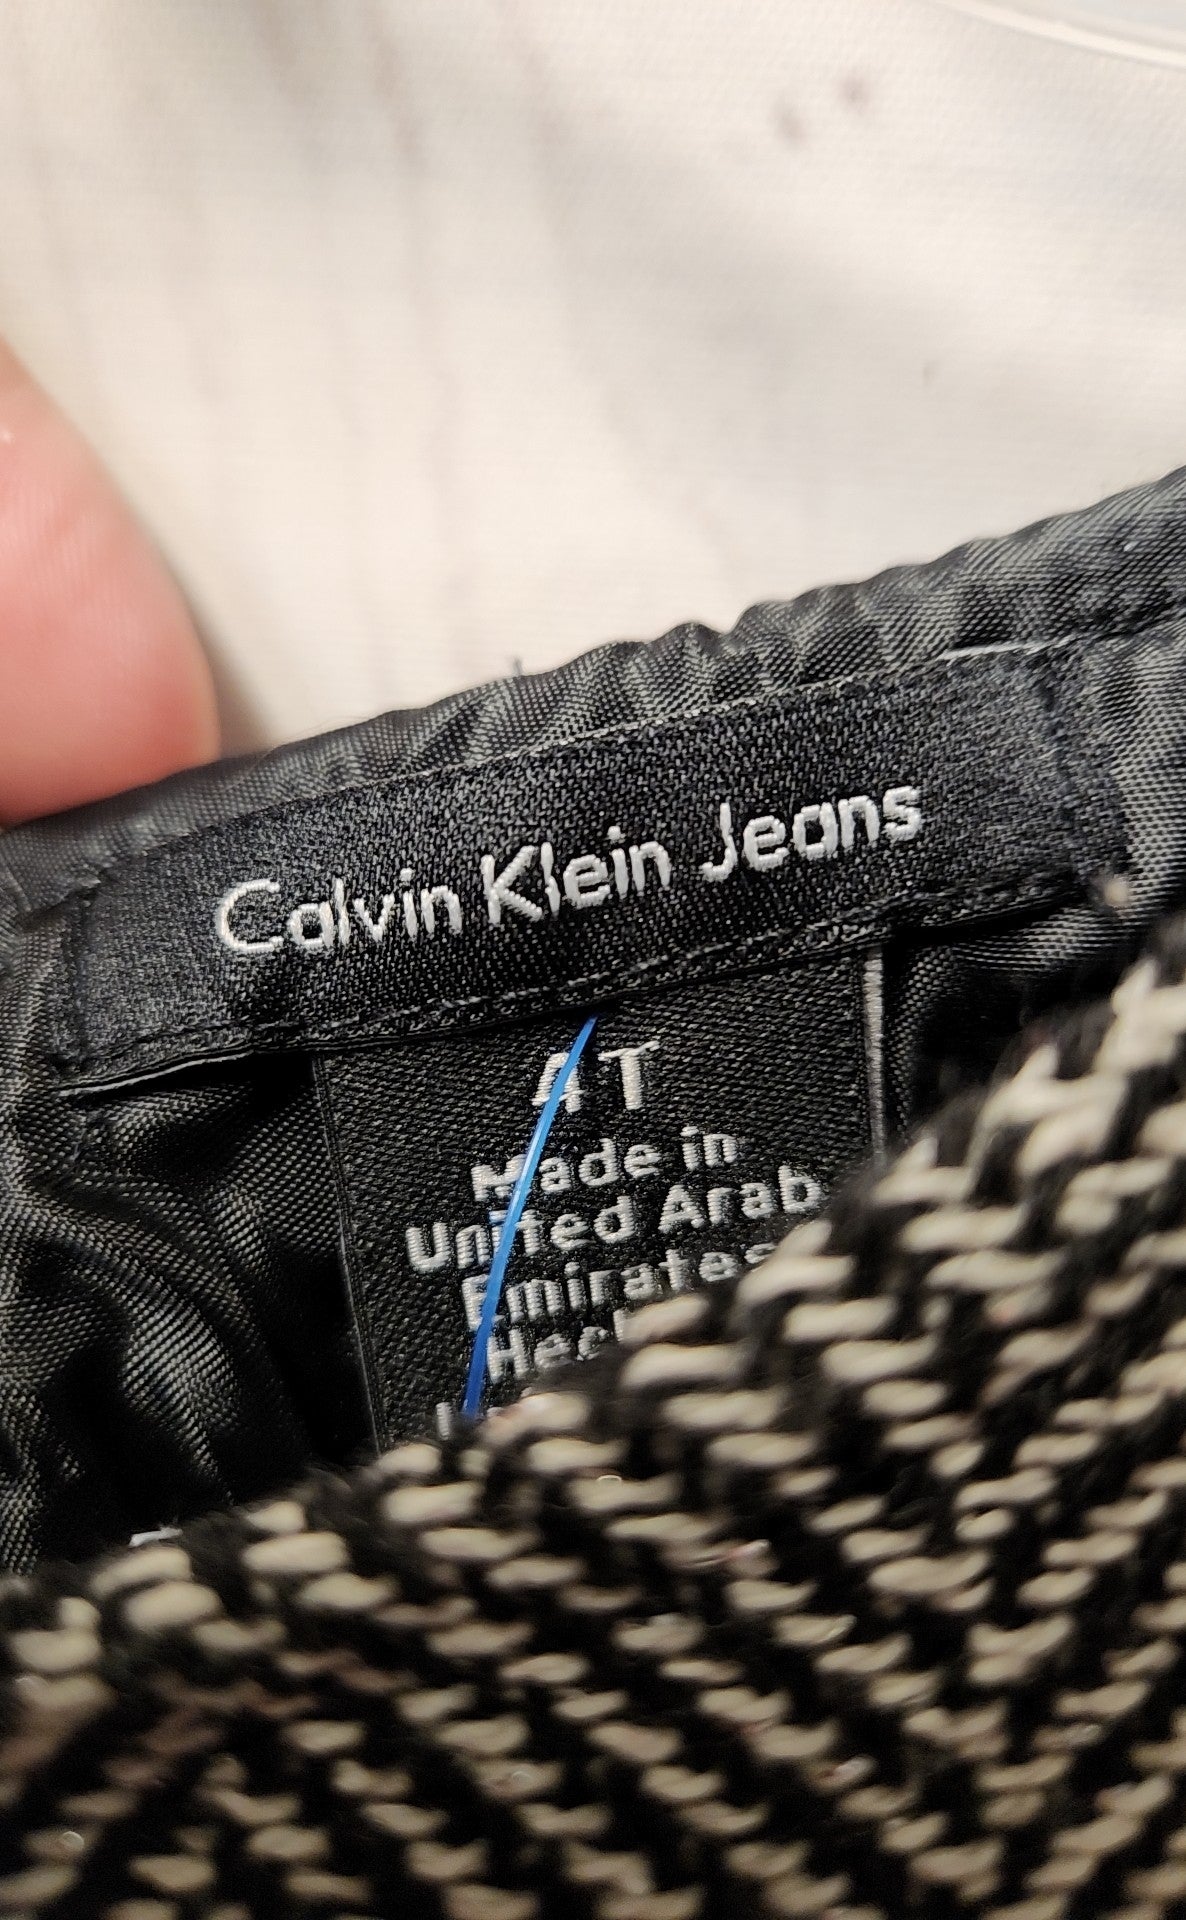 Calvin Klein Jeans
4T
Made in
United Arab
Emirates